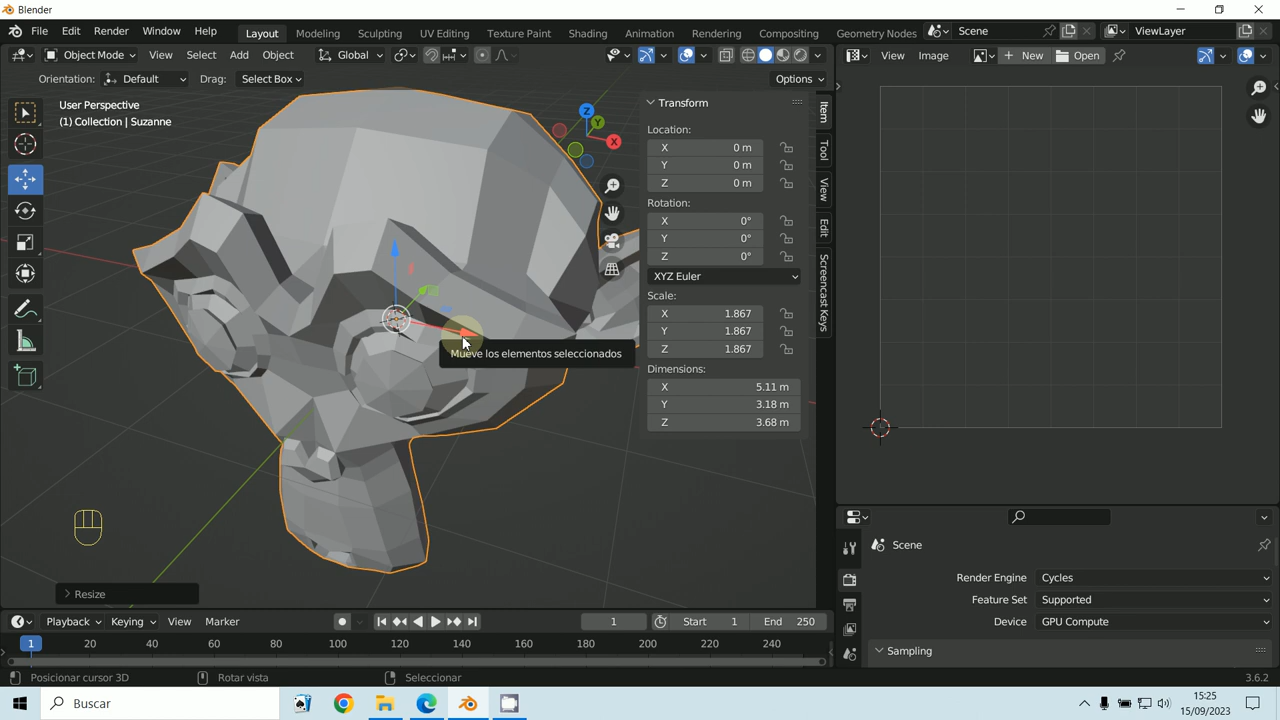 Blender
File Edit Render Window Help Layout Modeling Sculpting UV Editing Texture Paint Shading Animation Rendering Compositing Geometry Nodes Scene ViewLayer
Object Mode View Select Add Object Global View Image New Open
Orientation: Default Drag: Select Box Options
User Perspective
(1) Collection | Suzanne
Z
Y
X
Transform
Location:
X 0 m
Y 0 m
Z 0 m
Rotation:
X 0°
Y 0°
Z 0°
XYZ Euler
Scale:
X 1.867
Y 1.867
Z 1.867
Dimensions:
X 5.11 m
Y 3.18 m
Z 3.68 m
Item
Tool
View
Edit
Screencast Keys
Mueve los elementos seleccionados
Resize
Scene
Render Engine Cycles
Feature Set Supported
Device GPU Compute
Sampling
Playback Keying View Marker 1 Start 1 End 250
1 20 40 60 80 100 120 140 160 180 200 220 240
Posicionar cursor 3D Rotar vista Seleccionar 3.6.2
Buscar
15:25
15/09/2023